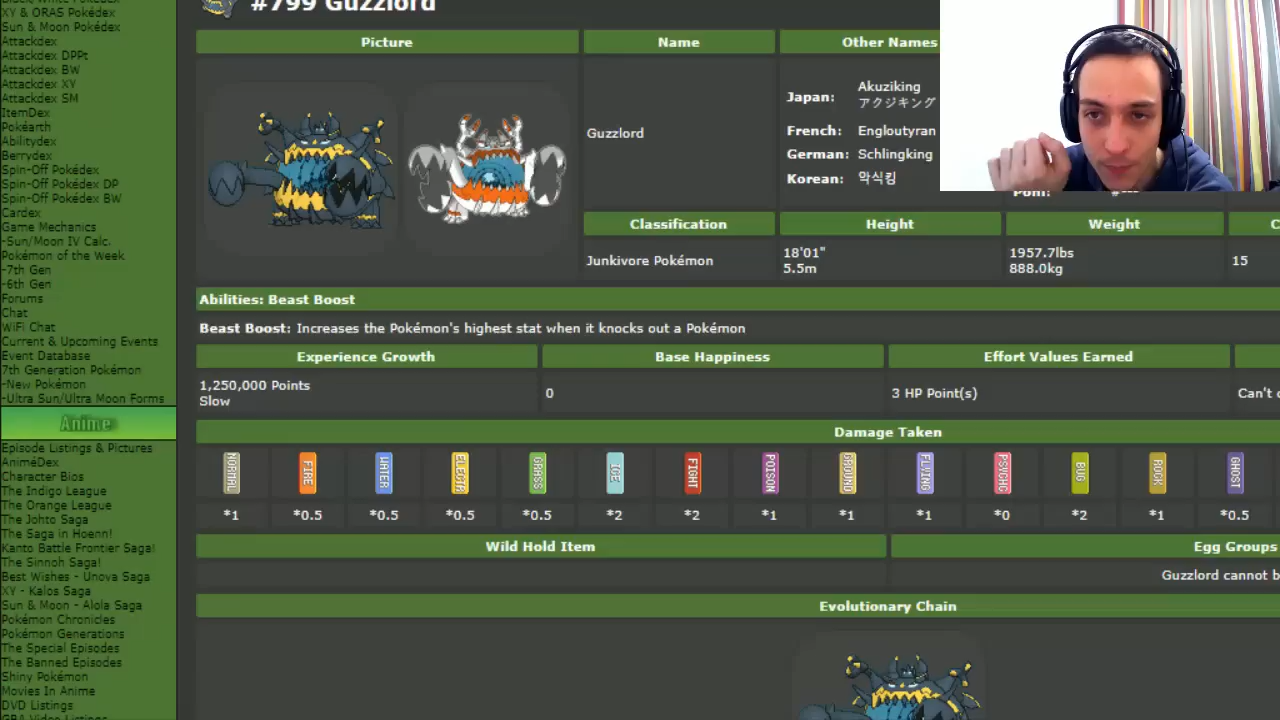 Black/White Pokédex
XY & ORAS Pokédex
Sun & Moon Pokédex
Attackdex
Attackdex DPPt
Attackdex BW
Attackdex XY
Attackdex SM
ItemDex
Pokéarth
Abilitydex
Berrydex
Spin-Off Pokédex
Spin-Off Pokédex DP
Spin-Off Pokédex BW
Cardex
Game Mechanics
-Sun/Moon IV Calc.
Pokémon of the Week
-7th Gen
-6th Gen
Forums
Chat
WiFi Chat
Current & Upcoming Events
Event Database
7th Generation Pokémon
-New Pokémon
-Ultra Sun/Ultra Moon Forms
Anime
Episode Listings & Pictures
AniméDex
Character Bios
The Indigo League
The Orange League
The Johto Saga
The Saga in Hoenn!
Kanto Battle Frontier Saga!
The Sinnoh Saga!
Best Wishes - Unova Saga
XY - Kalos Saga
Sun & Moon - Alola Saga
Pokémon Chronicles
Pokémon Generations
The Special Episodes
The Banned Episodes
Shiny Pokémon
Movies In Anime
DVD Listings
GBA Video Listings
#799 Guzzlord
Picture Name Other Names
Guzzlord
Japan: Akuziking
アクジキング
French: Engloutyran
German: Schlingking
Korean: 악식킹
Classification Height Weight C
Junkivore Pokémon 18'01" 1957.7lbs 15
5.5m 888.0kg
Abilities: Beast Boost
Beast Boost: Increases the Pokémon's highest stat when it knocks out a Pokémon
Experience Growth Base Happiness Effort Values Earned
1,250,000 Points 0 3 HP Point(s) Can't
Slow
Damage Taken
NORMAL FIRE WATER ELECTR GRASS ICE FIGHT POISON GROUND FLYING PSYCHC BUG ROCK GHOST
*1 *0.5 *0.5 *0.5 *0.5 *2 *2 *1 *1 *1 *0 *2 *1 *0.5
Wild Hold Item Egg Groups
Guzzlord cannot b
Evolutionary Chain